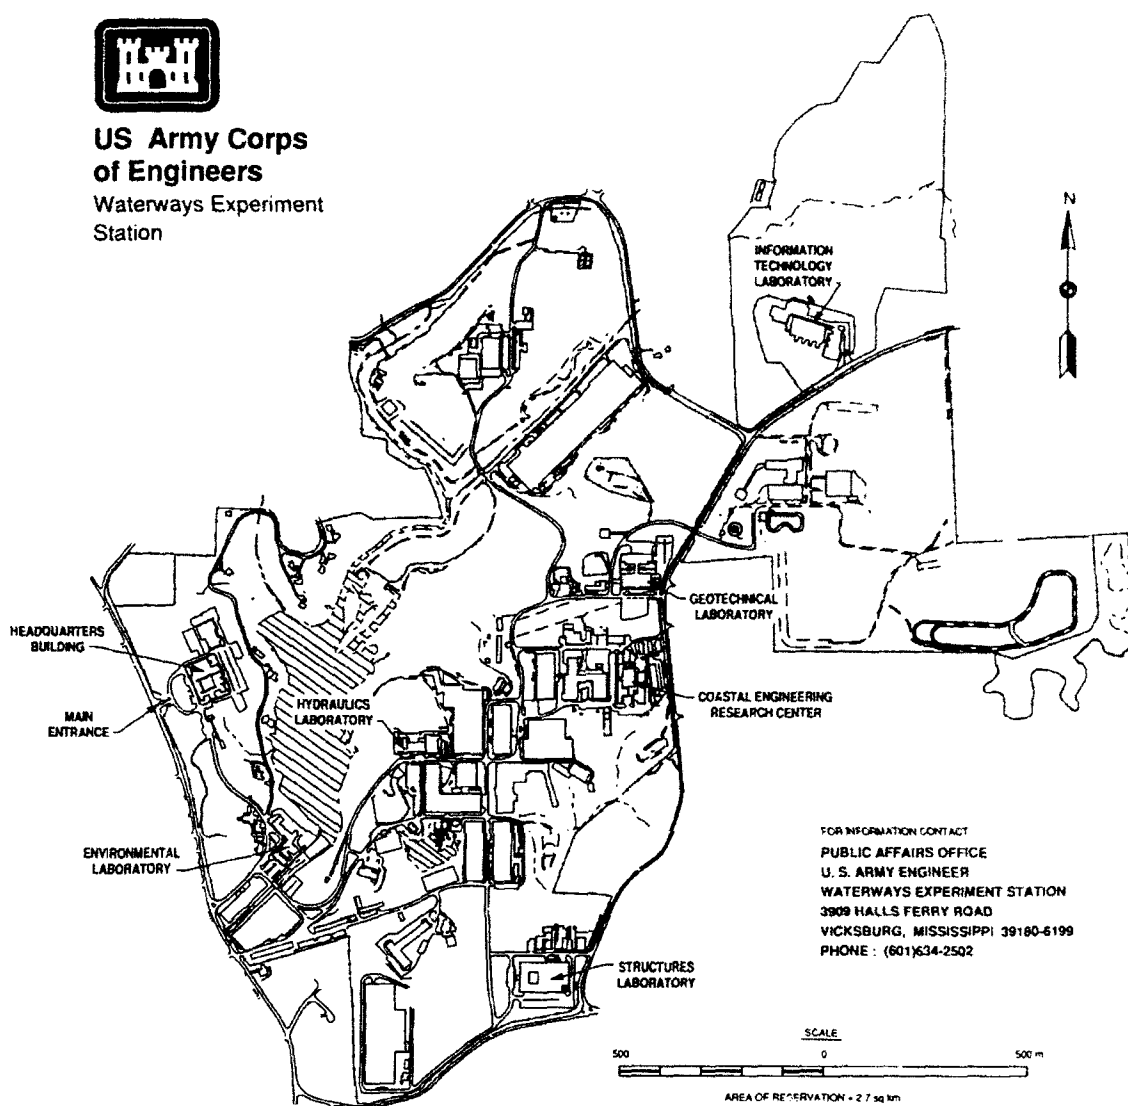 US Army Corps
of Engineers
Waterways Experiment
Station
N
INFORMATION
TECHNOLOGY
LABORATORY
GEOTECHNICAL
LABORATORY
HEADQUARTERS
BUILDING
HYDRAULICS
LABORATORY
COASTAL ENGINEERING
RESEARCH CENTER
MAIN
ENTRANCE
ENVIRONMENTAL
LABORATORY
FOR INFORMATION CONTACT
PUBLIC AFFAIRS OFFICE
U. S. ARMY ENGINEER
WATERWAYS EXPERIMENT STATION
3909 HALLS FERRY ROAD
VICKSBURG, MISSISSIPPI 39180-6199
PHONE : (601)634-2502
STRUCTURES
LABORATORY
SCALE
500 0 500 m
AREA OF RESERVATION = 2.7 sq km